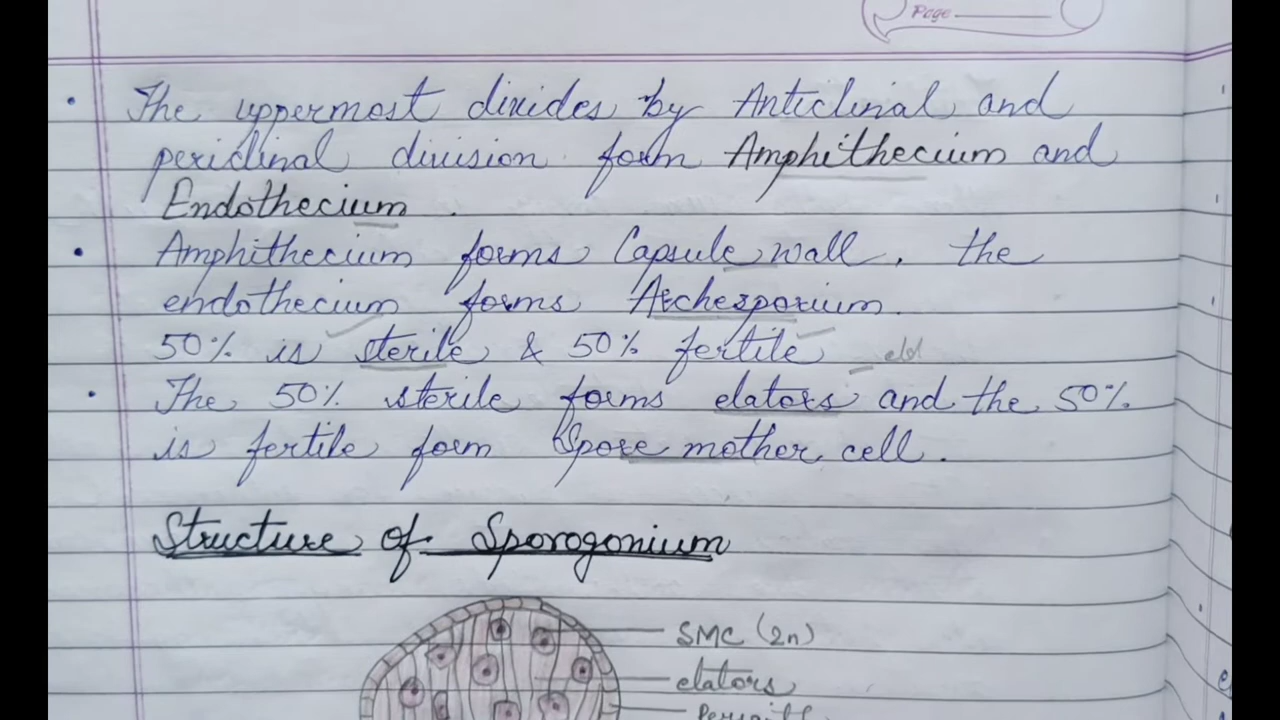 Page
• The uppermost divides by Anticlinal and
periclinal division form Amphithecium and
Endothecium.
• Amphithecium forms Capsule wall. the
endothecium forms Archesporium.
50% is sterile & 50% fertile
• The 50% sterile forms elators and the 50%
is fertile form Spore mother cell.
Structure of Sporogonium
SMC (2n)
elators